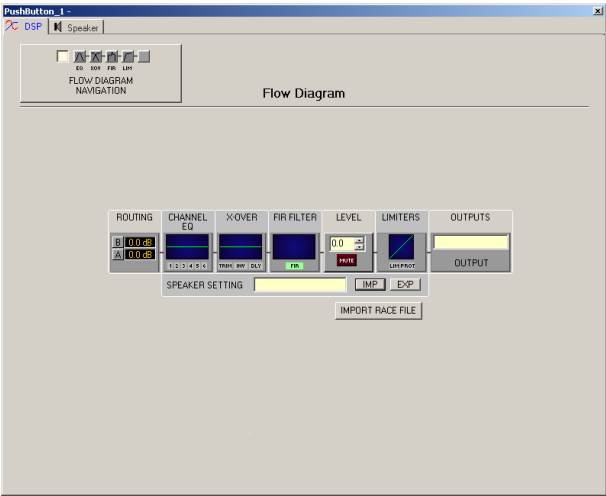 PushButton_1 -
DSP Speaker
EQ XOV FIR LIM
FLOW DIAGRAM
NAVIGATION
Flow Diagram
ROUTING CHANNEL EQ X-OVER FIR FILTER LEVEL LIMITERS OUTPUTS
B 0.0 dB
A 0.0 dB
1 2 3 4 5 6
TRIM INV DLY
FIR
0.0
MUTE
LIM PROT
OUTPUT
SPEAKER SETTING IMP EXP
IMPORT RACE FILE